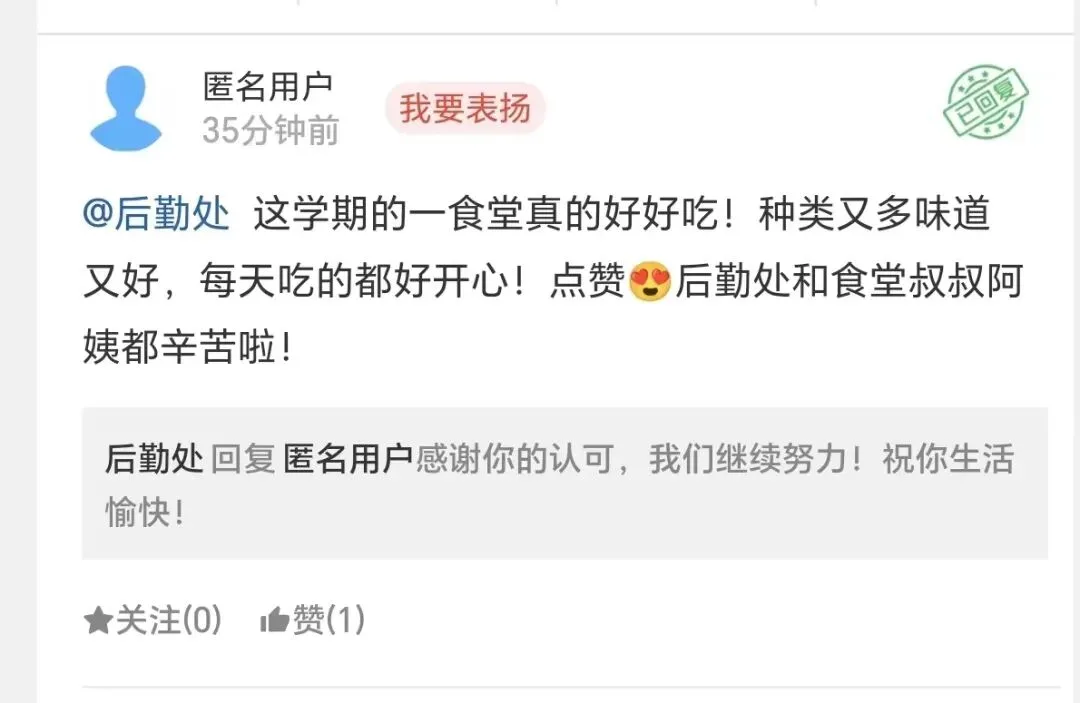 匿名用户
我要表扬
35分钟前
已回复
@后勤处 这学期的一食堂真的好好吃！种类又多味道
又好，每天吃的都好开心！点赞😍后勤处和食堂叔叔阿
姨都辛苦啦！
后勤处 回复 匿名用户感谢你的认可，我们继续努力！祝你生活
愉快！
★关注(0) 赞(1)